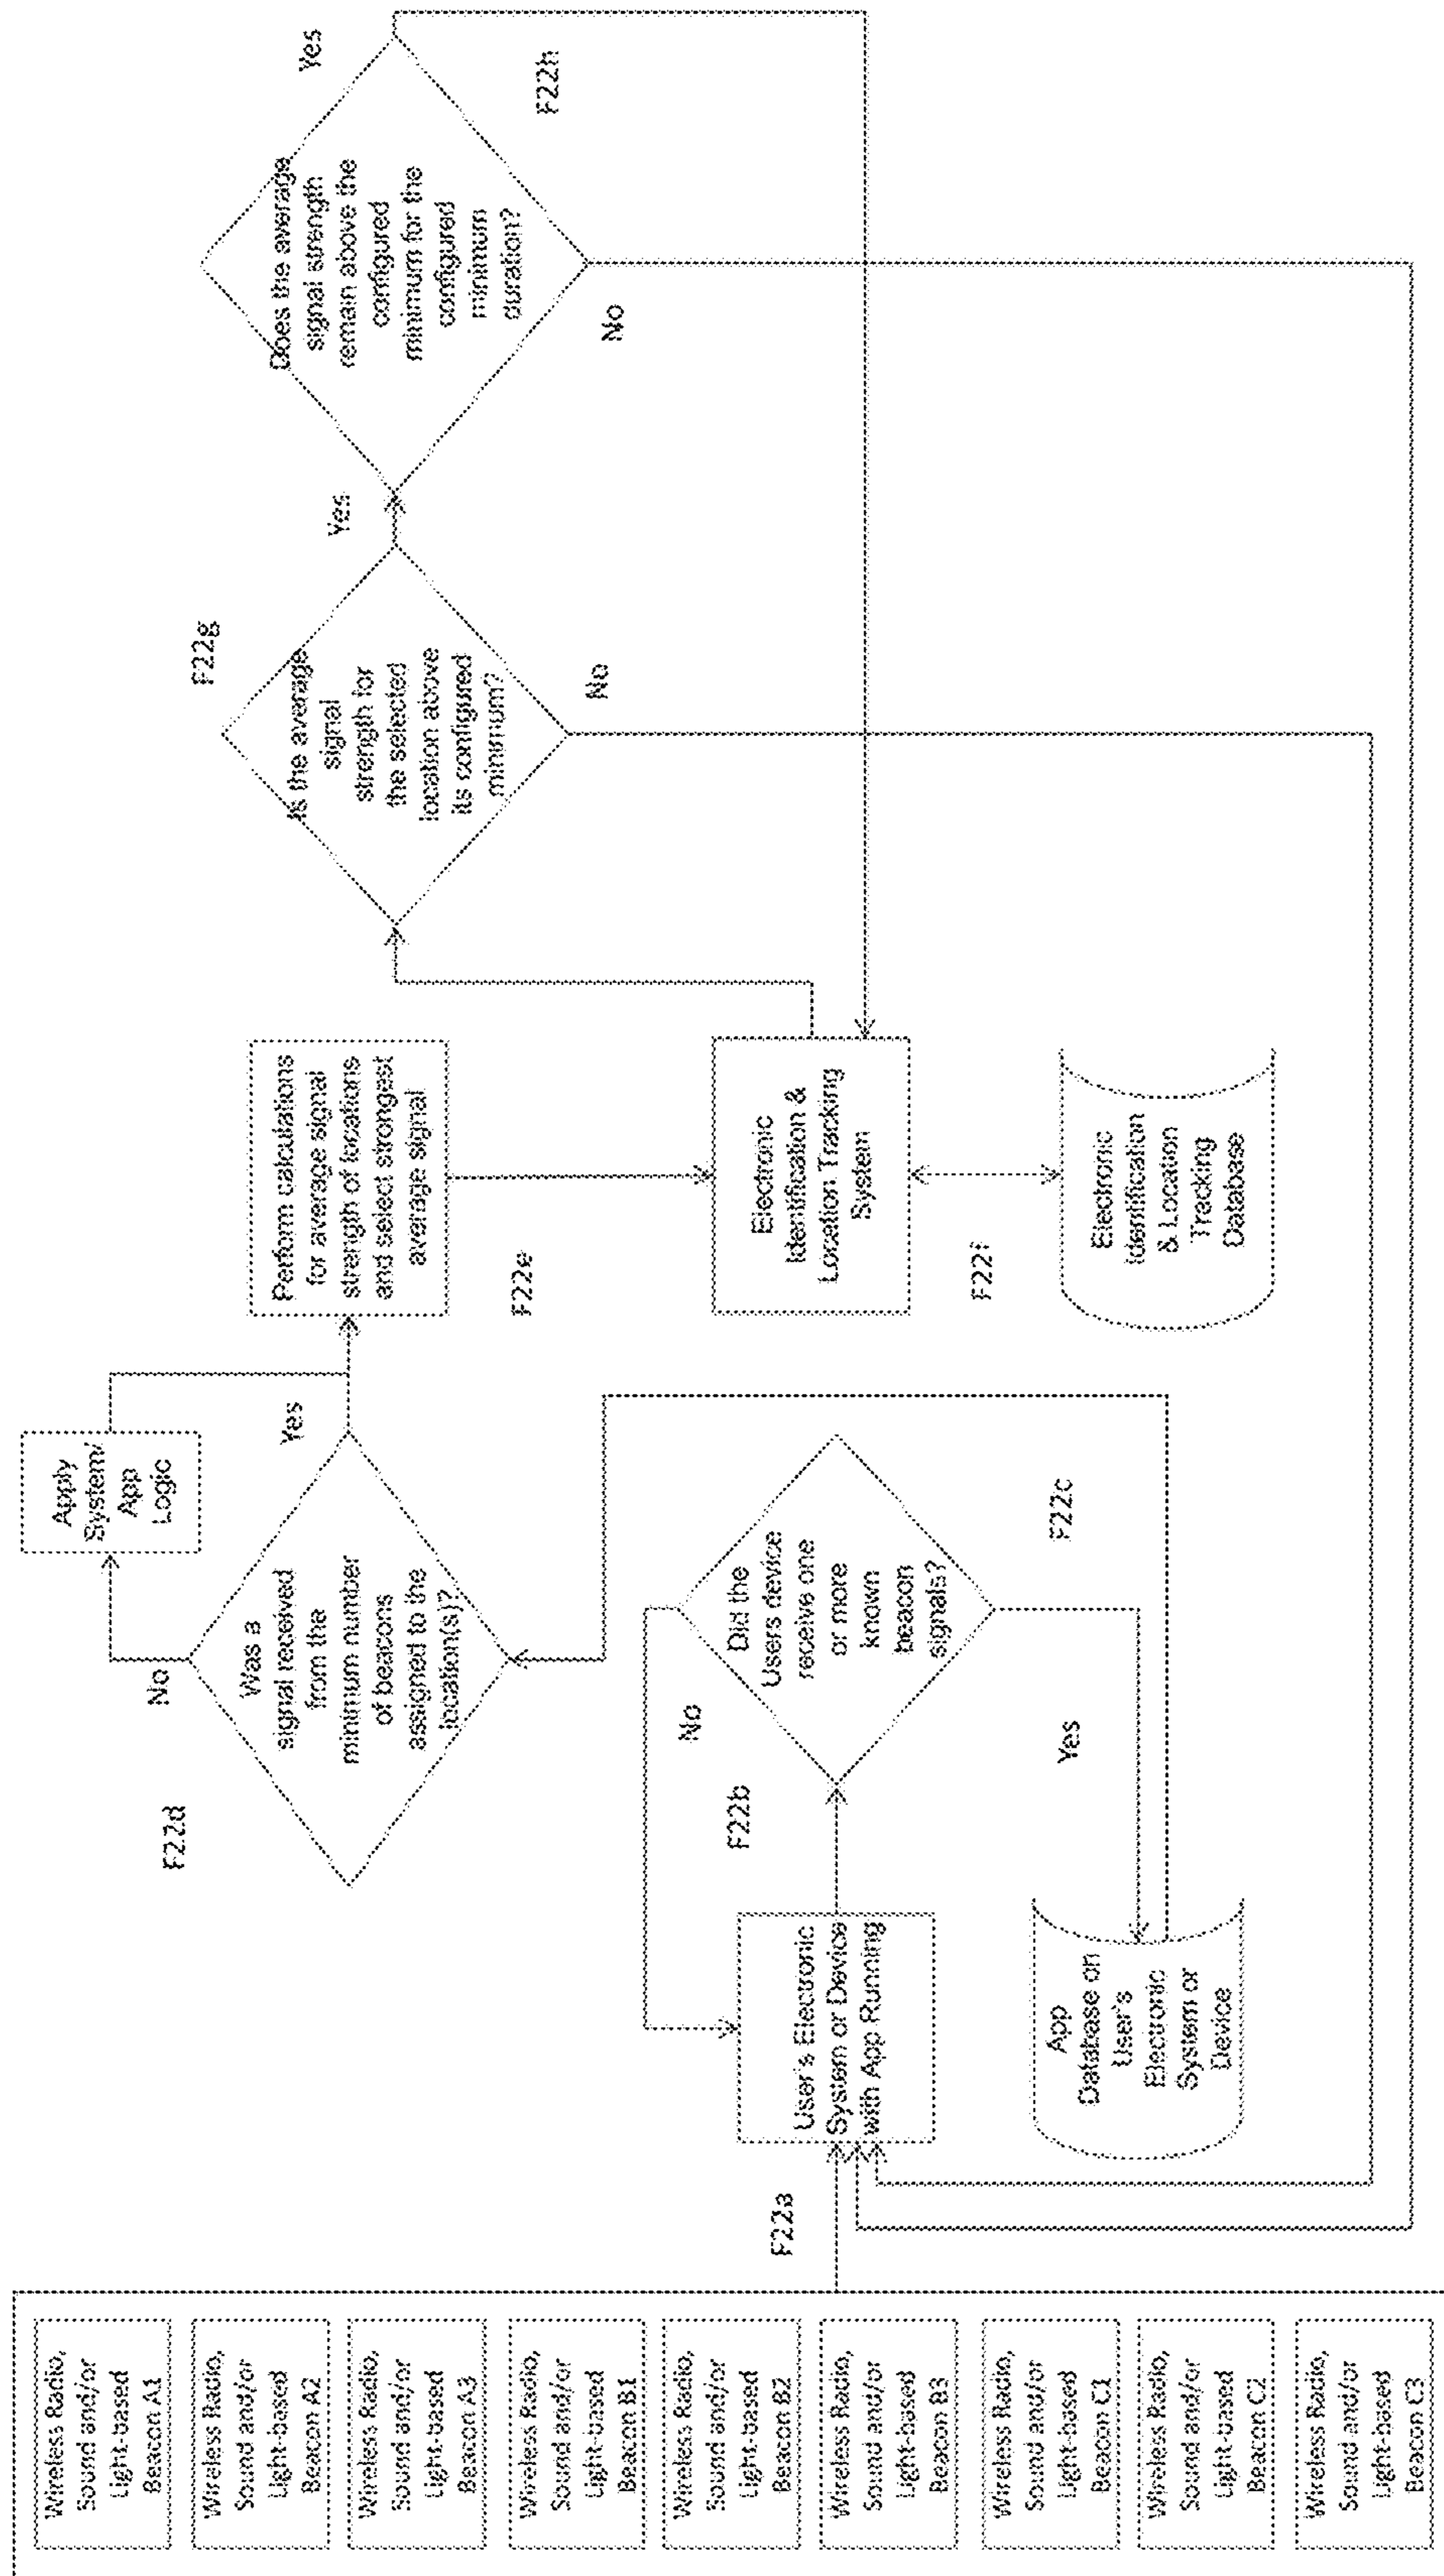 Wireless Radio,
Sound and/or
Light-based
Beacon A1
Wireless Radio,
Sound and/or
Light-based
Beacon A2
Wireless Radio,
Sound and/or
Light-based
Beacon A3
Wireless Radio,
Sound and/or
Light-based
Beacon B1
Wireless Radio,
Sound and/or
Light-based
Beacon B2
Wireless Radio,
Sound and/or
Light-based
Beacon B3
Wireless Radio,
Sound and/or
Light-based
Beacon C1
Wireless Radio,
Sound and/or
Light-based
Beacon C2
Wireless Radio,
Sound and/or
Light-based
Beacon C3
F22a
User's Electronic
System or Device
with App Running
App
Database on
User's
Electronic
System or
Device
F22b
No
Did the
Users device
receive one
or more
known
beacon
signals?
Yes
F22c
F22d
Was a
signal received
from the
minimum number
of beacons
assigned to the
location(s)?
No
Yes
Apply
System/
App
Logic
Perform calculations
for average signal
strength of locations
and select strongest
average signal
F22e
Electronic
Identification &
Location Tracking
System
F22f
Electronic
Identification
& Location
Tracking
Database
F22g
Is the average
signal
strength for
the selected
location above
its configured
minimum?
No
Yes
Does the average
signal strength
remain above the
configured
minimum for the
configured
minimum
duration?
No
Yes
F22h